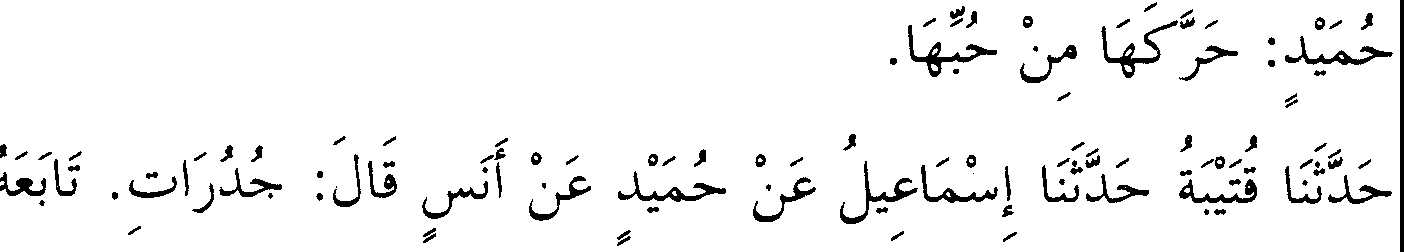 حُمَيْدٍ: حَرَّكَهَا مِنْ حُبِّهَا.
حَدَّثَنَا قُتَيْبَةُ حَدَّثَنَا إِسْمَاعِيلُ عَنْ حُمَيْدٍ عَنْ أَنَسٍ قَالَ: جُدُرَاتِ. تَابَعَهُ